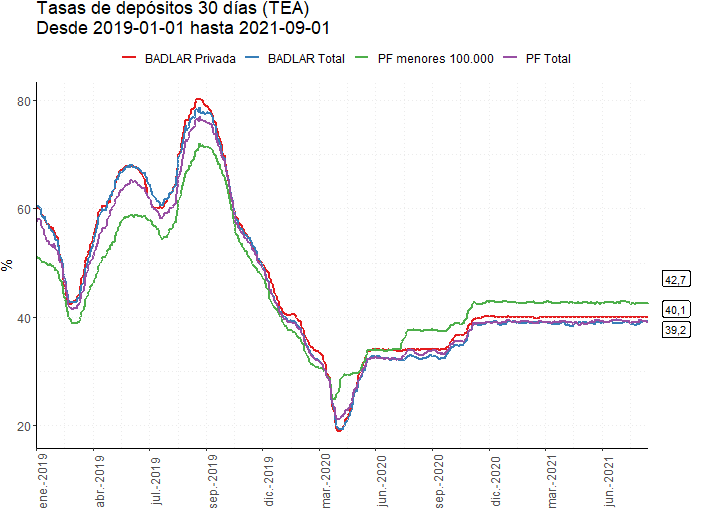 Tasas de depósitos 30 días (TEA)
Desde 2019-01-01 hasta 2021-09-01
BADLAR Privada BADLAR Total PF menores 100.000 PF Total
%
80
60
40
20
42,7
40,1
39,2
ene.-2019 abr.-2019 jul.-2019 sep.-2019 dic.-2019 mar.-2020 jun.-2020 sep.-2020 dic.-2020 mar.-2021 jun.-2021